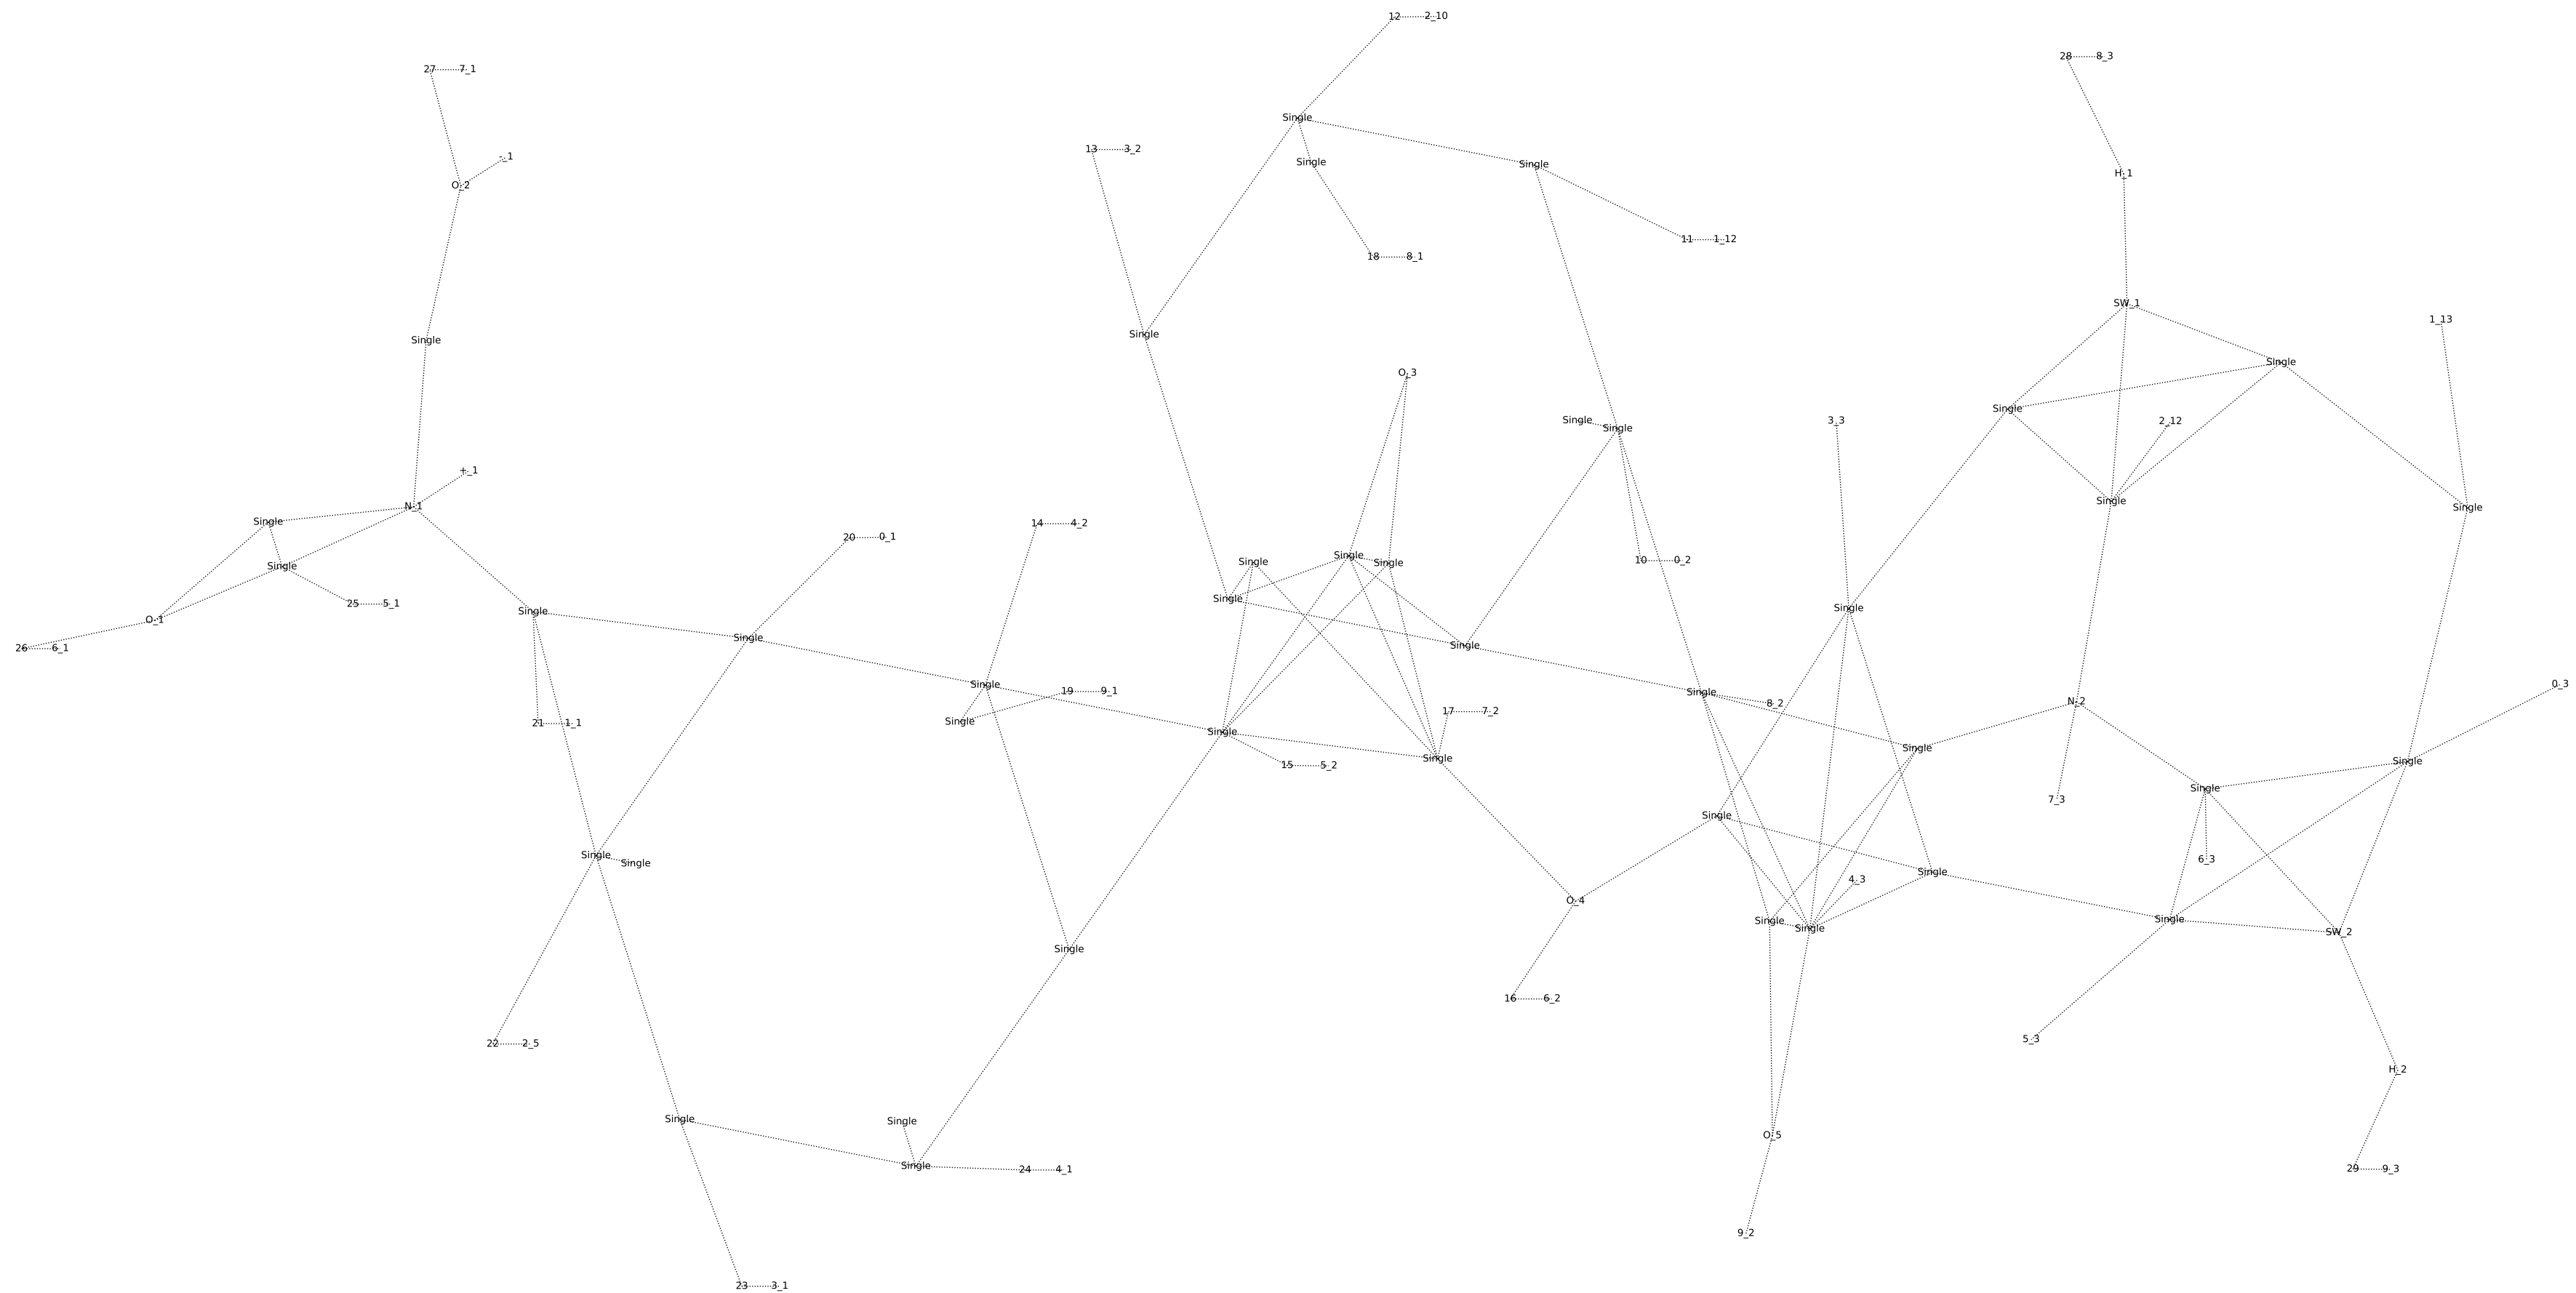 12 2_10
28 8_3
27 7_1
Single
13 3_2
-_1
Single
Single
H_1
O_2
11 1_12
18 8_1
SW_1
1_13
Single
Single
Single
O_3
Single
Single
Single
3_3
2_12
Single
+_1
Single
N_1
Single
Single
14 4_2
20 0_1
Single
Single
Single
10 0_2
Single
Single
25 5_1
Single
Single
O_1
Single
Single
26 6_1
Single
0_3
19 9_1
Single
N_2
8_2
17 7_2
Single
21 1_1
Single
Single
Single
Single
15 5_2
Single
7_3
Single
Single
Single
6_3
Single
4_3
O_4
Single
Single
Single
SW_2
Single
16 6_2
5_3
22 2_5
H_2
Single
Single
O_5
Single
29 9_3
24 4_1
9_2
23 3_1